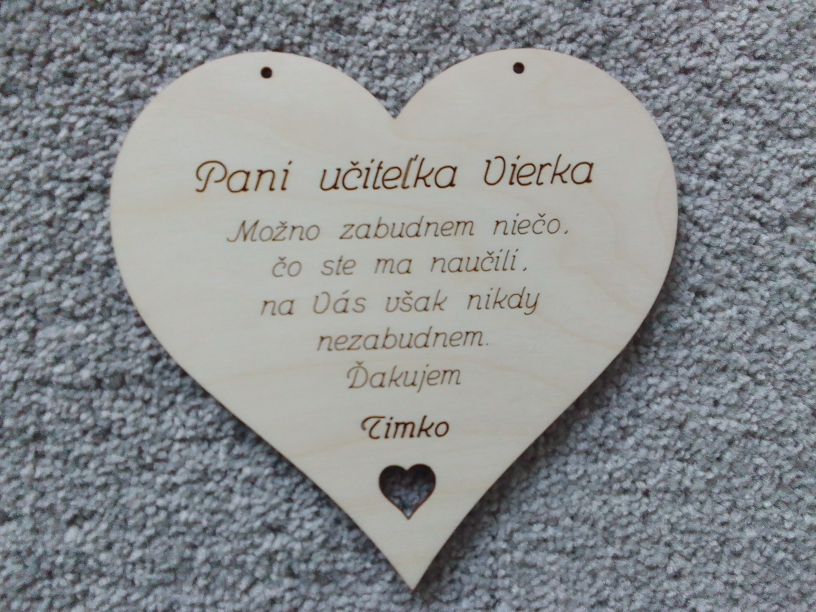 Pani učiteľka Vierka
Možno zabudnem niečo,
čo ste ma naučili,
na Vás však nikdy
nezabudnem.
Ďakujem
Timko